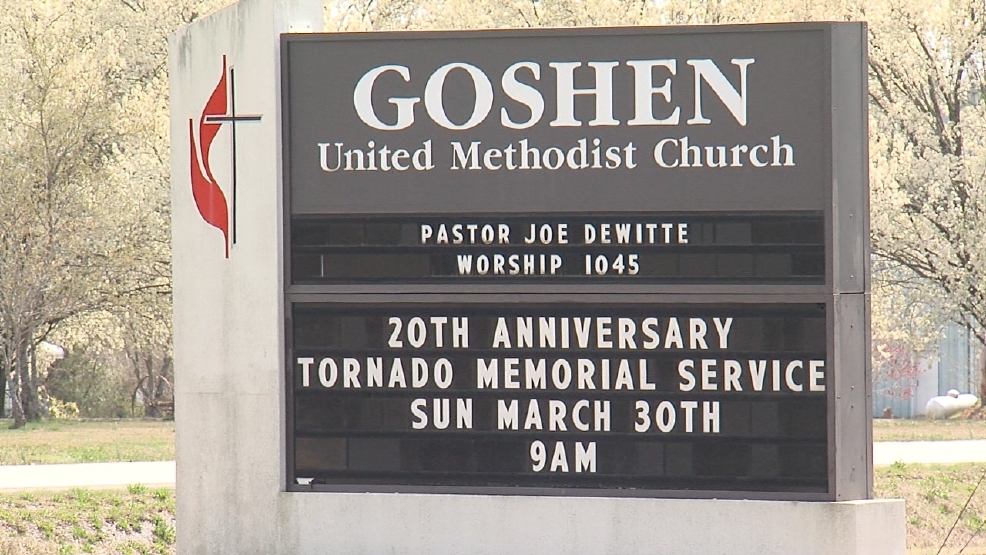 GOSHEN
United Methodist Church
PASTOR JOE DEWITTE
WORSHIP 1045
20TH ANNIVERSARY
TORNADO MEMORIAL SERVICE
SUN MARCH 30TH
9AM